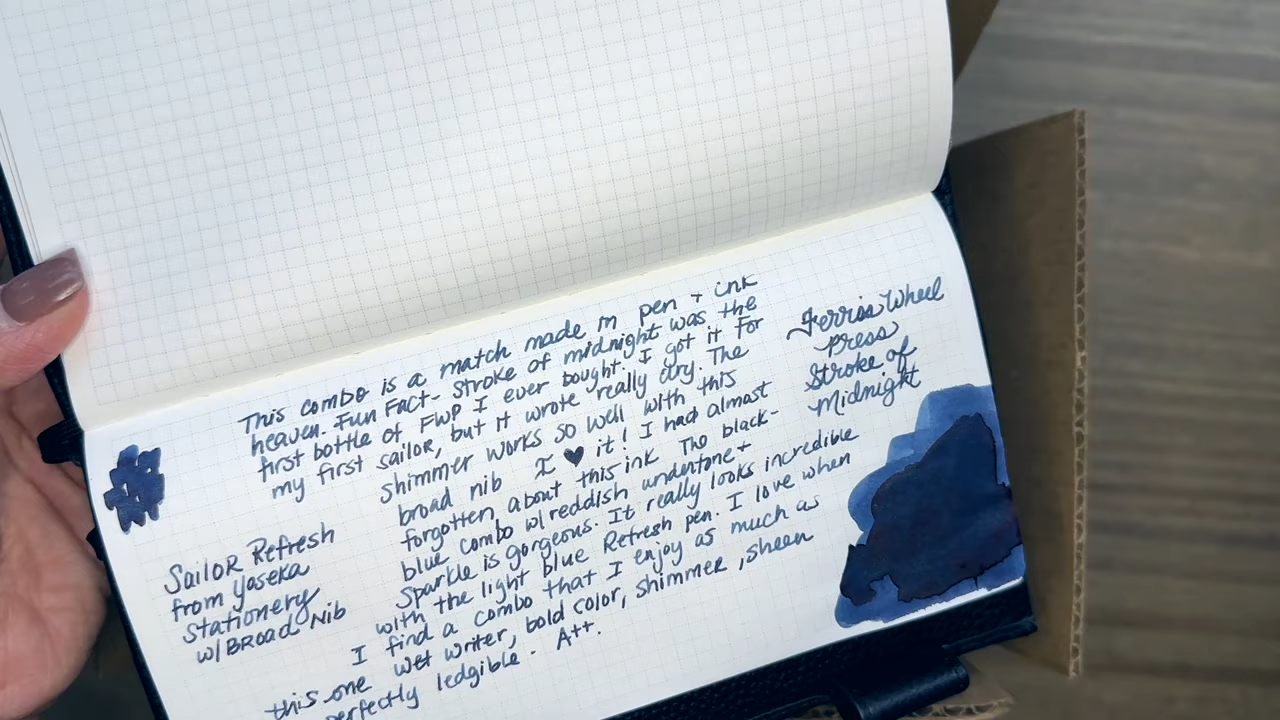 This combo is a match made in pen + ink
heaven. Fun Fact- Stroke of midnight was the
first bottle of FWP I ever bought. I got it for
my first sailor, but it wrote really dry. The
shimmer works so well with this
broad nib I ♥ it! I had almost
forgotten about this ink The black-
blue combo w/reddish undertone +
sparkle is gorgeous. It really looks incredible
with the light blue Refresh pen. I love when
I find a combo that I enjoy as much as
this one wet writer, bold color, shimmer, sheen
perfectly ledgible. A++.
Sailor Refresh
from Yaseka
Stationery
w/Broad Nib
Ferris Wheel
Press
Stroke of
Midnight